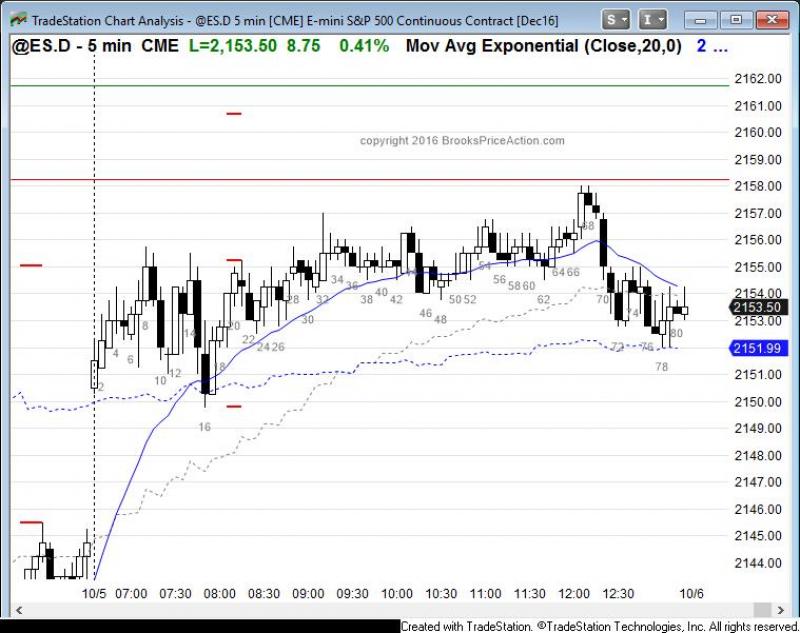 TradeStation Chart Analysis - @ES.D 5 min [CME] E-mini S&P 500 Continuous Contract [Dec16]
S I
@ES.D - 5 min CME L=2,153.50 8.75 0.41% Mov Avg Exponential (Close,20,0) 2 ...
copyright 2016 BrooksPriceAction.com
2162.00
2161.00
2160.00
2159.00
2158.00
2157.00
2156.00
2155.00
2154.00
2153.50
2153.00
2151.99
2151.00
2150.00
2149.00
2148.00
2147.00
2146.00
2145.00
2144.00
2 4 6 8 10 12 14 16 18 20 22 24 26 28 30 32 34 36 38 40 42 44 46 48 50 52 54 56 58 60 62 64 66 68 70 72 74 76 78 80
10/5 07:00 07:30 08:00 08:30 09:00 09:30 10:00 10:30 11:00 11:30 12:00 12:30 10/6
Created with TradeStation. ©TradeStation Technologies, Inc. All rights reserved.